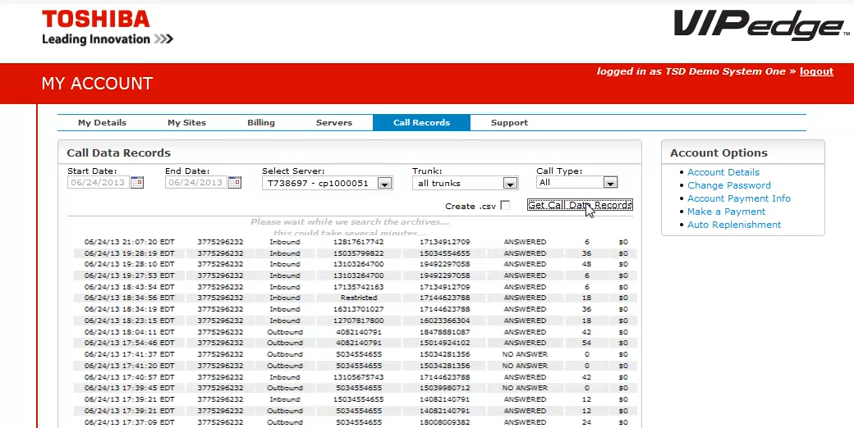 TOSHIBA
Leading Innovation >>>
VIPedge™
MY ACCOUNT
logged in as TSD Demo System One » logout
My Details My Sites Billing Servers Call Records Support
Call Data Records
Start Date: End Date: Select Server: Trunk: Call Type:
06/24/2013 06/24/2013 T738697 - cp1000051 all trunks All
Create .csv Get Call Data Records
Please wait while we search the archives...
this could take several minutes...
06/24/13 21:07:20 EDT 3775296232 Inbound 12817617742 17134912709 ANSWERED 6 $0
06/24/13 19:28:19 EDT 3775296232 Inbound 15035799822 15034554655 ANSWERED 36 $0
06/24/13 19:28:10 EDT 3775296232 Inbound 13103264700 19492297058 ANSWERED 48 $0
06/24/13 19:27:53 EDT 3775296232 Inbound 13103264700 19492297058 ANSWERED 6 $0
06/24/13 18:43:54 EDT 3775296232 Inbound 17135742163 17134912709 ANSWERED 6 $0
06/24/13 18:34:56 EDT 3775296232 Inbound Restricted 17144623788 ANSWERED 18 $0
06/24/13 18:34:19 EDT 3775296232 Inbound 16313701027 17144623788 ANSWERED 36 $0
06/24/13 18:23:15 EDT 3775296232 Inbound 12707817800 16023366304 ANSWERED 18 $0
06/24/13 18:04:11 EDT 3775296232 Outbound 4082140791 18478881087 ANSWERED 42 $0
06/24/13 17:54:46 EDT 3775296232 Outbound 4082140791 15014924102 ANSWERED 54 $0
06/24/13 17:41:37 EDT 3775296232 Outbound 5034554655 15034281356 NO ANSWER 0 $0
06/24/13 17:41:20 EDT 3775296232 Outbound 5034554655 15034281356 NO ANSWER 0 $0
06/24/13 17:40:57 EDT 3775296232 Inbound 13105675743 17144623788 ANSWERED 42 $0
06/24/13 17:39:45 EDT 3775296232 Outbound 5034554655 15039980712 NO ANSWER 0 $0
06/24/13 17:39:21 EDT 3775296232 Inbound 5034554655 14082140791 ANSWERED 12 $0
06/24/13 17:39:21 EDT 3775296232 Outbound 5034554655 14082140791 ANSWERED 12 $0
06/24/13 17:37:09 EDT 3775296232 Outbound 5034554655 18008009382 ANSWERED 24 $0
Account Options
Account Details
Change Password
Account Payment Info
Make a Payment
Auto Replenishment